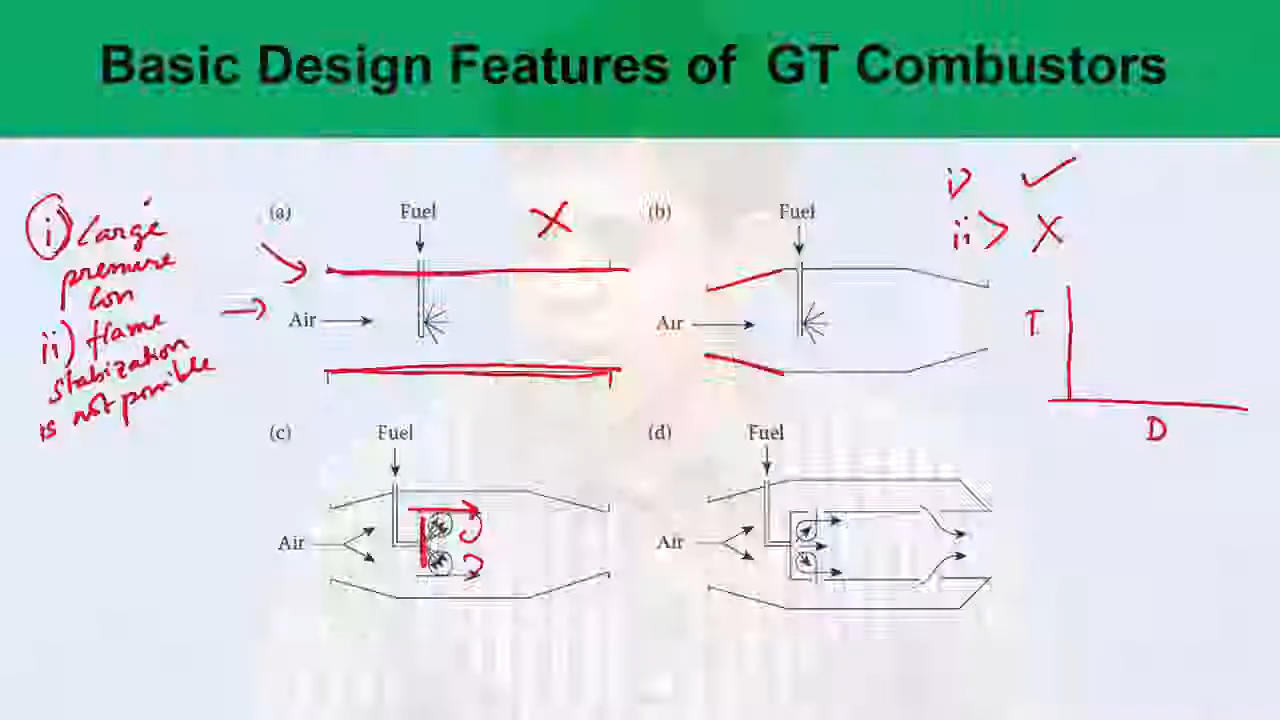 Basic Design Features of GT Combustors
i) Large
pressure
loss
ii) flame
stabization
is not possible
(a)
Fuel
X
Air
(b)
Fuel
Air
i> ✓
ii> X
T
D
(c)
Fuel
Air
(d)
Fuel
Air